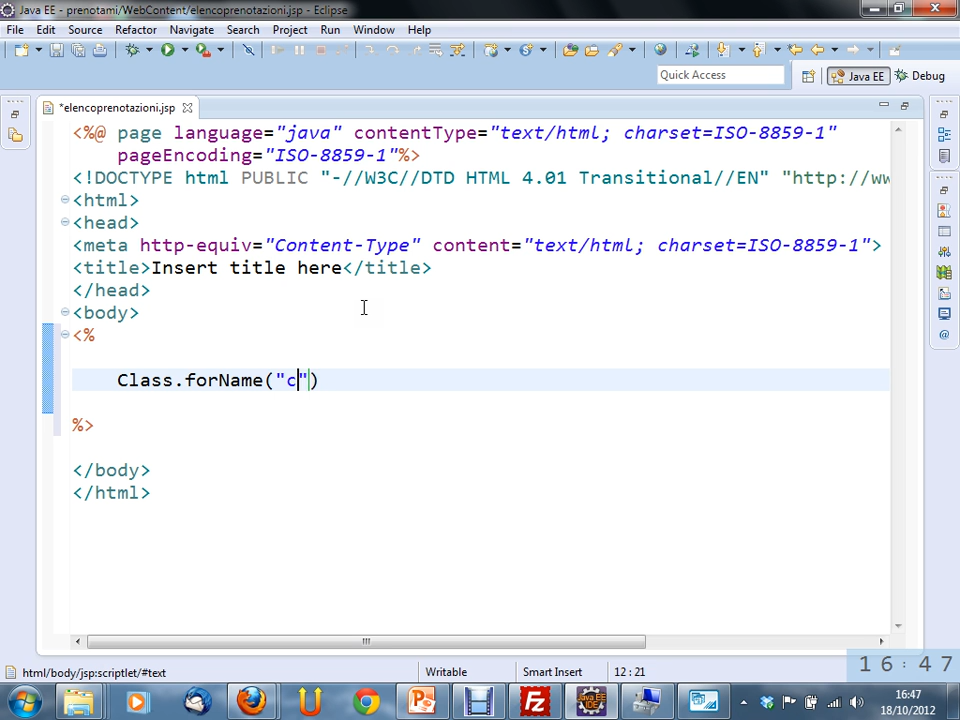 Java EE - prenotami/WebContent/elencoprenotazioni.jsp - Eclipse
File Edit Source Refactor Navigate Search Project Run Window Help
Quick Access
Java EE
Debug
*elencoprenotazioni.jsp
<%@ page language="java" contentType="text/html; charset=ISO-8859-1"
pageEncoding="ISO-8859-1"%>
<!DOCTYPE html PUBLIC "-//W3C//DTD HTML 4.01 Transitional//EN" "http://ww
<html>
<head>
<meta http-equiv="Content-Type" content="text/html; charset=ISO-8859-1">
<title>Insert title here</title>
</head>
<body>
<%
Class.forName("c")
%>
</body>
</html>
html/body/jsp:scriptlet/#text
Writable
Smart Insert
12 : 21
16:47
16:47
18/10/2012